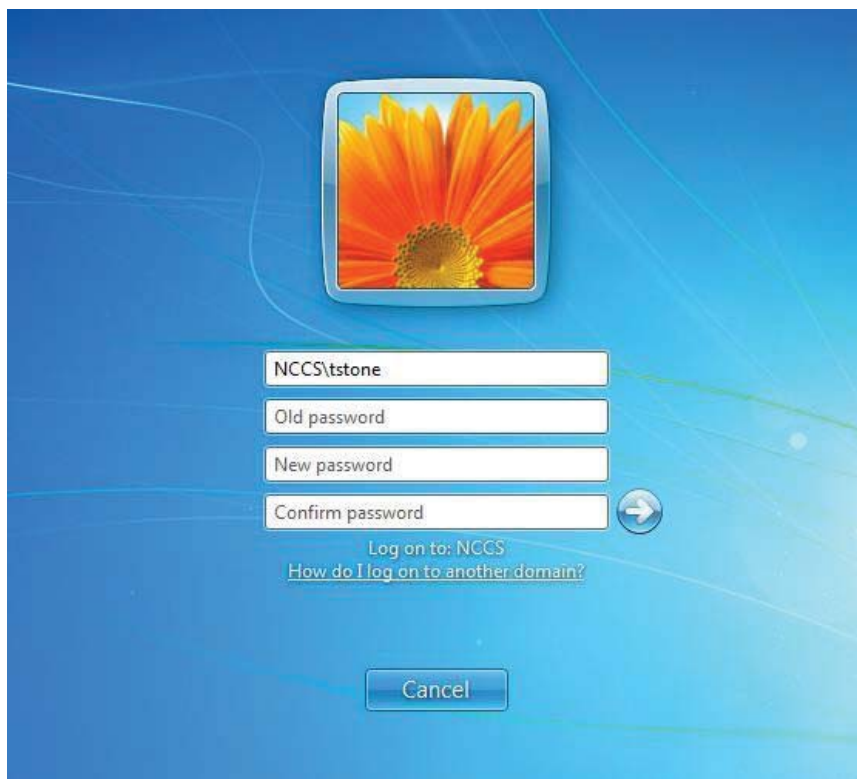 NCCS\tstone
Old password
New password
Confirm password
Log on to: NCCS
How do I log on to another domain?
Cancel